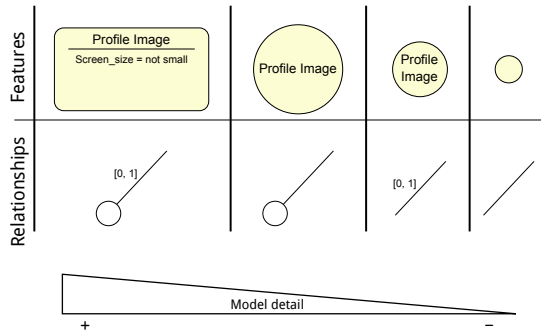 Features
Profile Image
Screen_size = not small
Profile Image
Profile
Image
Relationships
[0, 1]
[0, 1]
Model detail
+
−